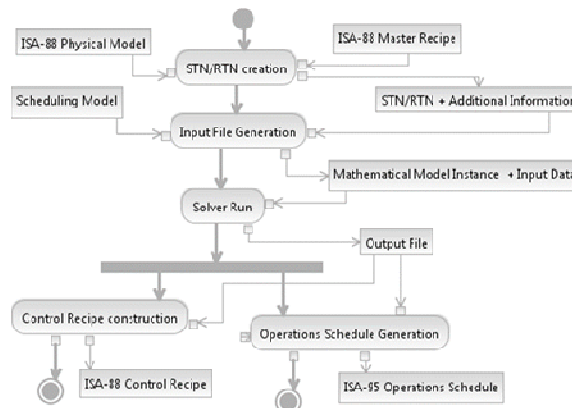 ISA-88 Physical Model
ISA-88 Master Recipe
STN/RTN creation
Scheduling Model
STN/RTN + Additional Information
Input File Generation
Mathematical Model Instance + Input Data
Solver Run
Output File
Control Recipe construction
Operations Schedule Generation
ISA-88 Control Recipe
ISA-95 Operations Schedule